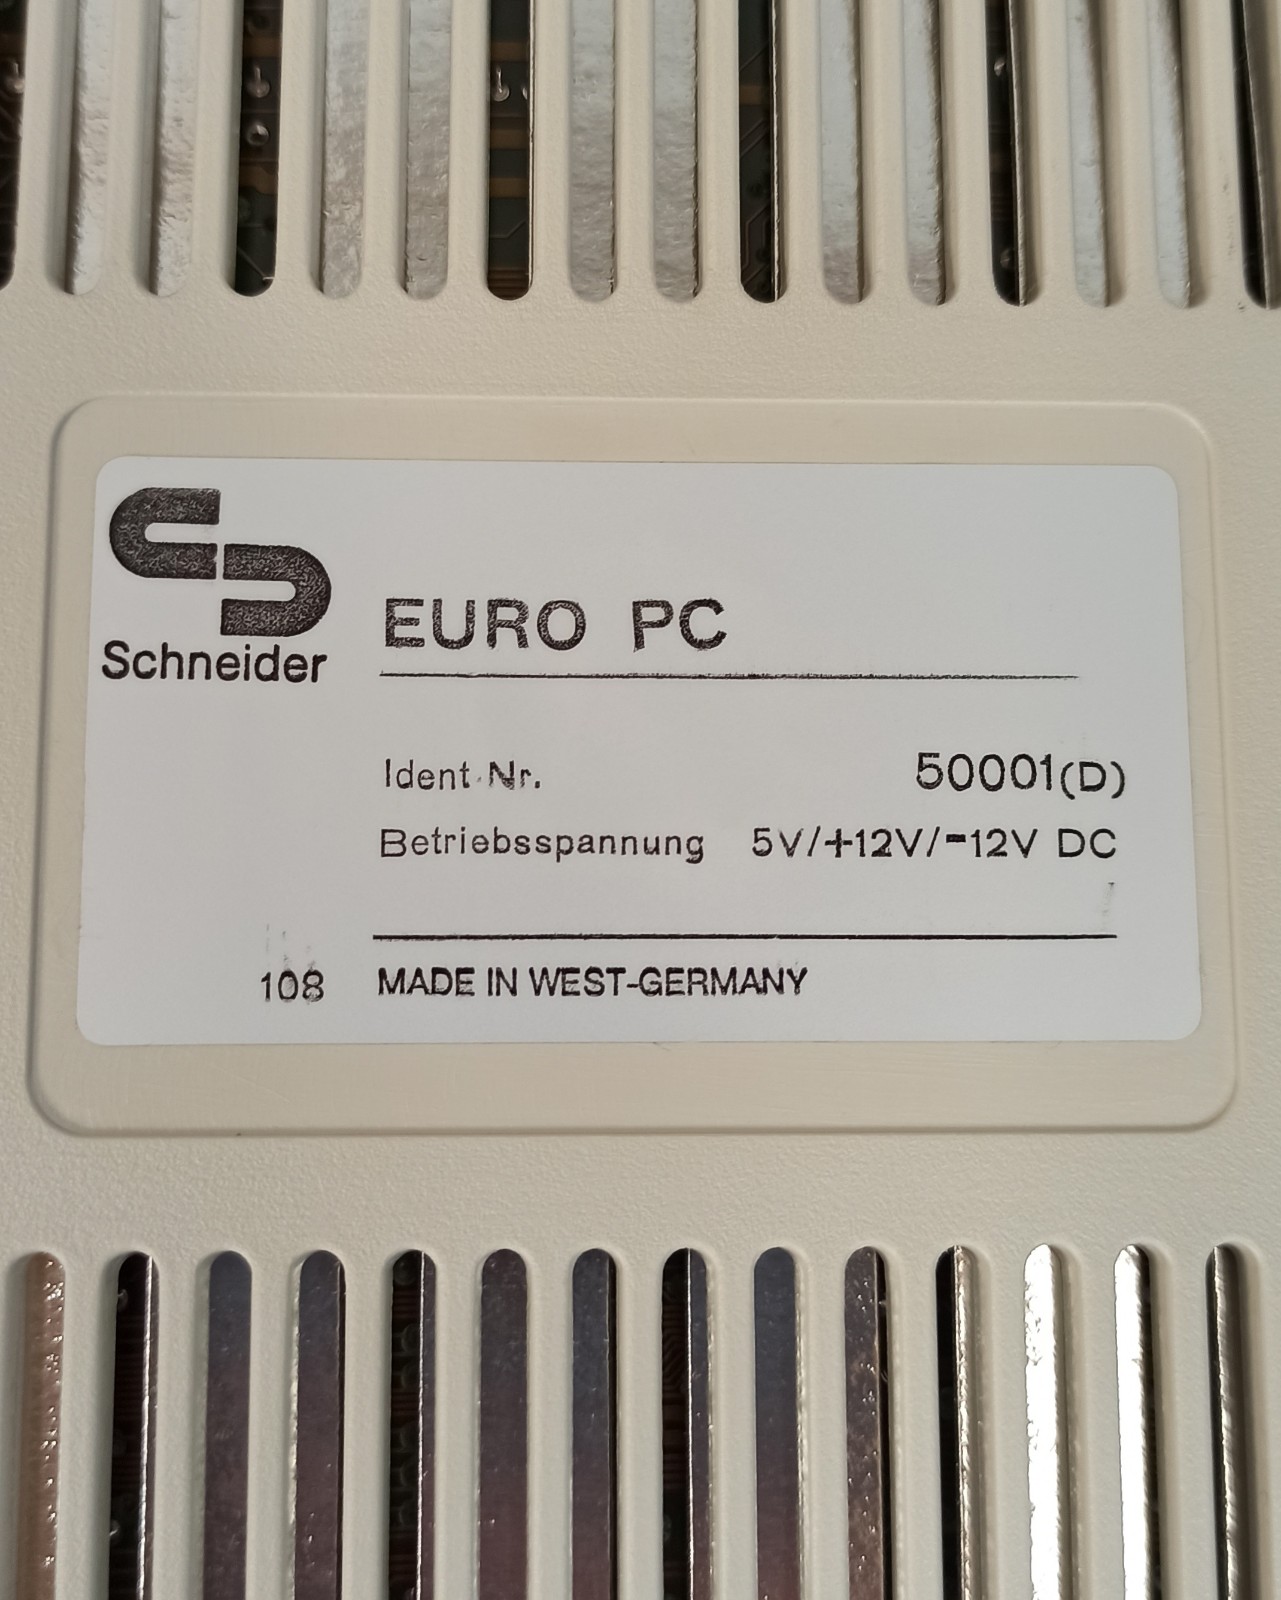 Schneider
EURO PC
Ident.Nr. 50001(D)
Betriebsspannung 5V/+12V/-12V DC
108 MADE IN WEST-GERMANY